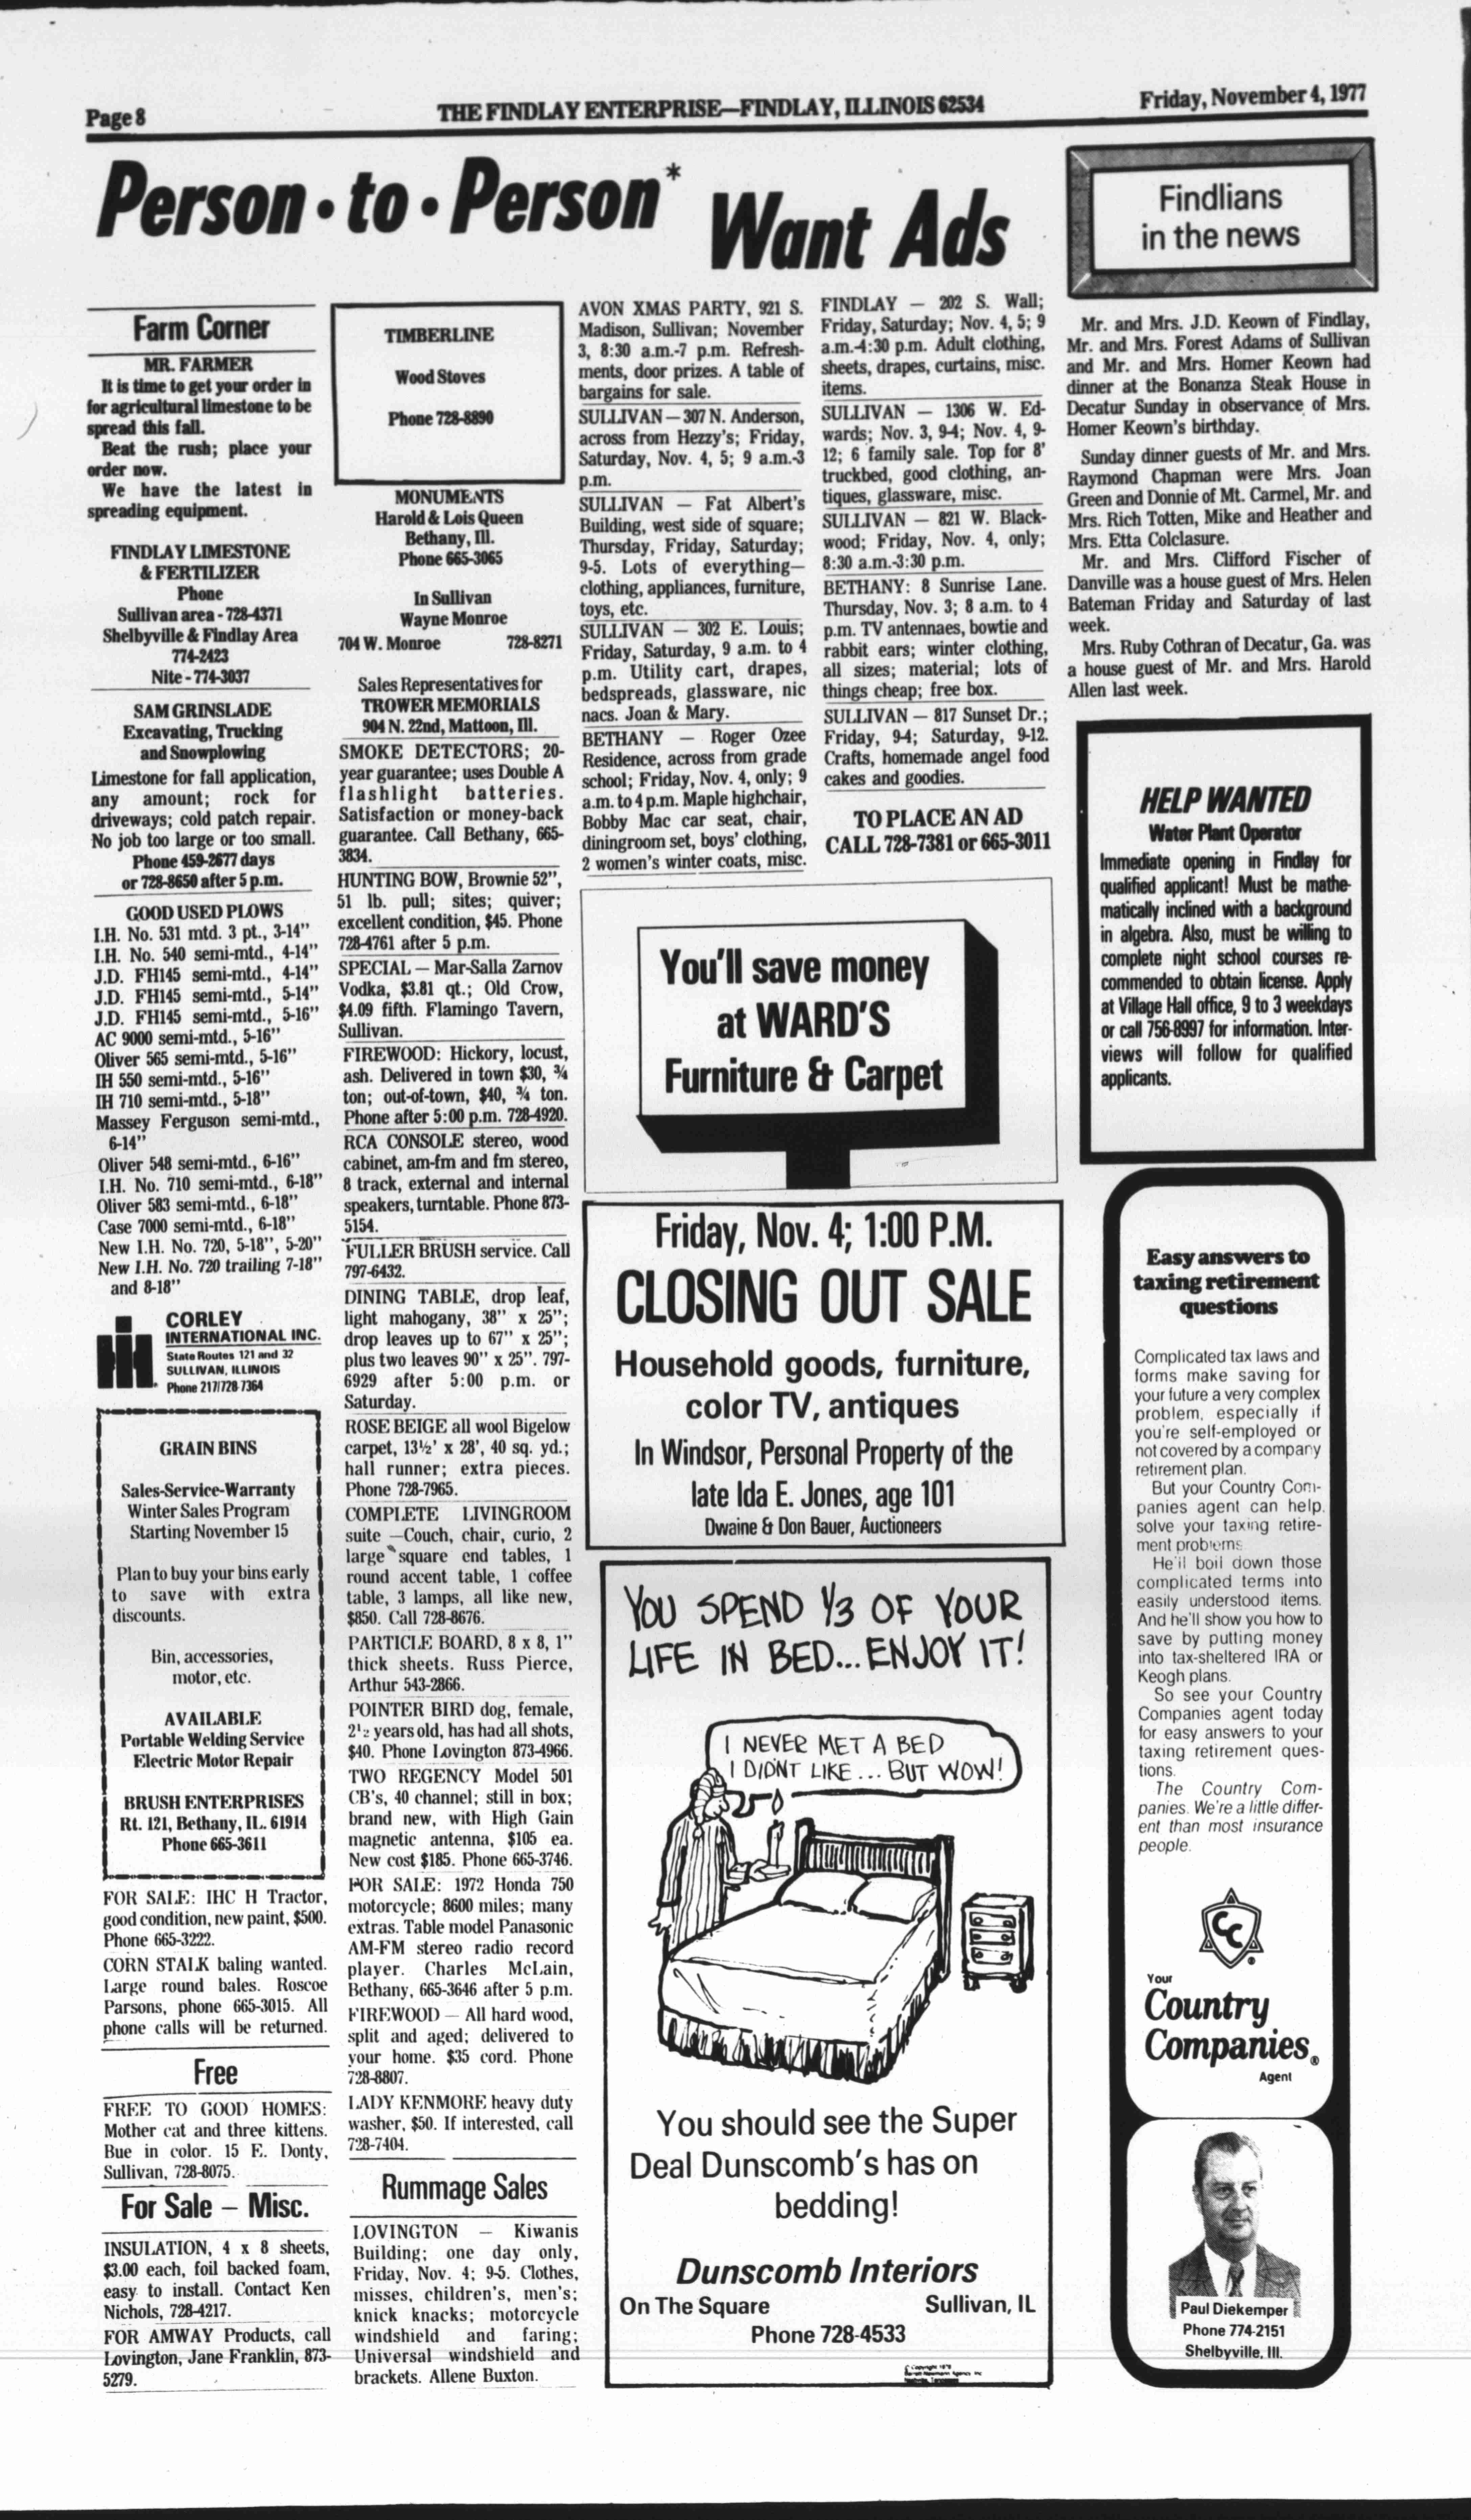 Page 8
THE FINDLAY ENTERPRISE—FINDLAY, ILLINOIS 62534
Friday, November 4, 1977
Person · to · Person* Want Ads
Farm Corner
MR. FARMER
It is time to get your order in
for agricultural limestone to be
spread this fall.
Beat the rush; place your
order now.
We have the latest in
spreading equipment.
FINDLAY LIMESTONE
& FERTILIZER
Phone
Sullivan area - 728-4371
Shelbyville & Findlay Area
774-2423
Nite - 774-3037
SAM GRINSLADE
Excavating, Trucking
and Snowplowing
Limestone for fall application,
any amount; rock for
driveways; cold patch repair.
No job too large or too small.
Phone 459-2677 days
or 728-8650 after 5 p.m.
GOOD USED PLOWS
I.H. No. 531 mtd. 3 pt., 3-14"
I.H. No. 540 semi-mtd., 4-14"
J.D. FH145 semi-mtd., 4-14"
J.D. FH145 semi-mtd., 5-14"
J.D. FH145 semi-mtd., 5-16"
AC 9000 semi-mtd., 5-16"
Oliver 565 semi-mtd., 5-16"
IH 550 semi-mtd., 5-16"
IH 710 semi-mtd., 5-18"
Massey Ferguson semi-mtd.,
6-14"
Oliver 548 semi-mtd., 6-16"
I.H. No. 710 semi-mtd., 6-18"
Oliver 583 semi-mtd., 6-18"
Case 7000 semi-mtd., 6-18"
New I.H. No. 720, 5-18", 5-20"
New I.H. No. 720 trailing 7-18"
and 8-18"
CORLEY
INTERNATIONAL INC.
State Routes 121 and 32
SULLIVAN, ILLINOIS
Phone 217/728-7364
GRAIN BINS
Sales-Service-Warranty
Winter Sales Program
Starting November 15
Plan to buy your bins early
to save with extra
discounts.
Bin, accessories,
motor, etc.
AVAILABLE
Portable Welding Service
Electric Motor Repair
BRUSH ENTERPRISES
Rt. 121, Bethany, IL. 61914
Phone 665-3611
FOR SALE: IHC H Tractor,
good condition, new paint, $500.
Phone 665-3222.
CORN STALK baling wanted.
Large round bales. Roscoe
Parsons, phone 665-3015. All
phone calls will be returned.
Free
FREE TO GOOD HOMES:
Mother cat and three kittens.
Bue in color. 15 E. Donty,
Sullivan, 728-8075.
For Sale – Misc.
INSULATION, 4 x 8 sheets,
$3.00 each, foil backed foam,
easy to install. Contact Ken
Nichols, 728-4217.
FOR AMWAY Products, call
Lovington, Jane Franklin, 873-
5279.
TIMBERLINE
Wood Stoves
Phone 728-8890
MONUMENTS
Harold & Lois Queen
Bethany, Ill.
Phone 665-3065
In Sullivan
Wayne Monroe
704 W. Monroe 728-8271
Sales Representatives for
TROWER MEMORIALS
904 N. 22nd, Mattoon, Ill.
SMOKE DETECTORS; 20-
year guarantee; uses Double A
flashlight batteries.
Satisfaction or money-back
guarantee. Call Bethany, 665-
3834.
HUNTING BOW, Brownie 52",
51 lb. pull; sites; quiver;
excellent condition, $45. Phone
728-4761 after 5 p.m.
SPECIAL — Mar-Salla Zarnov
Vodka, $3.81 qt.; Old Crow,
$4.09 fifth. Flamingo Tavern,
Sullivan.
FIREWOOD: Hickory, locust,
ash. Delivered in town $30, ¾
ton; out-of-town, $40, ¾ ton.
Phone after 5:00 p.m. 728-4920.
RCA CONSOLE stereo, wood
cabinet, am-fm and fm stereo,
8 track, external and internal
speakers, turntable. Phone 873-
5154.
FULLER BRUSH service. Call
797-6432.
DINING TABLE, drop leaf,
light mahogany, 38" x 25";
drop leaves up to 67" x 25";
plus two leaves 90" x 25". 797-
6929 after 5:00 p.m. or
Saturday.
ROSE BEIGE all wool Bigelow
carpet, 13½' x 28', 40 sq. yd.;
hall runner; extra pieces.
Phone 728-7965.
COMPLETE LIVINGROOM
suite —Couch, chair, curio, 2
large square end tables, 1
round accent table, 1 coffee
table, 3 lamps, all like new,
$850. Call 728-8676.
PARTICLE BOARD, 8 x 8, 1"
thick sheets. Russ Pierce,
Arthur 543-2866.
POINTER BIRD dog, female,
2½ years old, has had all shots,
$40. Phone Lovington 873-4966.
TWO REGENCY Model 501
CB's, 40 channel; still in box;
brand new, with High Gain
magnetic antenna, $105 ea.
New cost $185. Phone 665-3746.
FOR SALE: 1972 Honda 750
motorcycle; 8600 miles; many
extras. Table model Panasonic
AM-FM stereo radio record
player. Charles McLain,
Bethany, 665-3646 after 5 p.m.
FIREWOOD — All hard wood,
split and aged; delivered to
your home. $35 cord. Phone
728-8807.
LADY KENMORE heavy duty
washer, $50. If interested, call
728-7404.
Rummage Sales
LOVINGTON — Kiwanis
Building; one day only,
Friday, Nov. 4; 9-5. Clothes,
misses, children's, men's;
knick knacks; motorcycle
windshield and faring;
Universal windshield and
brackets. Allene Buxton.
AVON XMAS PARTY, 921 S.
Madison, Sullivan; November
3, 8:30 a.m.-7 p.m. Refresh-
ments, door prizes. A table of
bargains for sale.
SULLIVAN — 307 N. Anderson,
across from Hezzy's; Friday,
Saturday, Nov. 4, 5; 9 a.m.-3
p.m.
SULLIVAN — Fat Albert's
Building, west side of square;
Thursday, Friday, Saturday;
9-5. Lots of everything—
clothing, appliances, furniture,
toys, etc.
SULLIVAN — 302 E. Louis;
Friday, Saturday, 9 a.m. to 4
p.m. Utility cart, drapes,
bedspreads, glassware, nic
nacs. Joan & Mary.
BETHANY — Roger Ozee
Residence, across from grade
school; Friday, Nov. 4, only; 9
a.m. to 4 p.m. Maple highchair,
Bobby Mac car seat, chair,
diningroom set, boys' clothing,
2 women's winter coats, misc.
FINDLAY — 202 S. Wall;
Friday, Saturday; Nov. 4, 5; 9
a.m.-4:30 p.m. Adult clothing,
sheets, drapes, curtains, misc.
items.
SULLIVAN — 1306 W. Ed-
wards; Nov. 3, 9-4; Nov. 4, 9-
12; 6 family sale. Top for 8'
truckbed, good clothing, an-
tiques, glassware, misc.
SULLIVAN — 821 W. Black-
wood; Friday, Nov. 4, only;
8:30 a.m.-3:30 p.m.
BETHANY: 8 Sunrise Lane.
Thursday, Nov. 3; 8 a.m. to 4
p.m. TV antennaes, bowtie and
rabbit ears; winter clothing,
all sizes; material; lots of
things cheap; free box.
SULLIVAN — 817 Sunset Dr.;
Friday, 9-4; Saturday, 9-12.
Crafts, homemade angel food
cakes and goodies.
TO PLACE AN AD
CALL 728-7381 or 665-3011
You'll save money
at WARD'S
Furniture & Carpet
Friday, Nov. 4; 1:00 P.M.
CLOSING OUT SALE
Household goods, furniture,
color TV, antiques
In Windsor, Personal Property of the
late Ida E. Jones, age 101
Dwaine & Don Bauer, Auctioneers
YOU SPEND 1/3 OF YOUR
LIFE IN BED... ENJOY IT!
I NEVER MET A BED
I DIDN'T LIKE... BUT WOW!
You should see the Super
Deal Dunscomb's has on
bedding!
Dunscomb Interiors
On The Square Sullivan, IL
Phone 728-4533
Findlians
in the news
Mr. and Mrs. J.D. Keown of Findlay,
Mr. and Mrs. Forest Adams of Sullivan
and Mr. and Mrs. Homer Keown had
dinner at the Bonanza Steak House in
Decatur Sunday in observance of Mrs.
Homer Keown's birthday.
Sunday dinner guests of Mr. and Mrs.
Raymond Chapman were Mrs. Joan
Green and Donnie of Mt. Carmel, Mr. and
Mrs. Rich Totten, Mike and Heather and
Mrs. Etta Colclasure.
Mr. and Mrs. Clifford Fischer of
Danville was a house guest of Mrs. Helen
Bateman Friday and Saturday of last
week.
Mrs. Ruby Cothran of Decatur, Ga. was
a house guest of Mr. and Mrs. Harold
Allen last week.
HELP WANTED
Water Plant Operator
Immediate opening in Findlay for
qualified applicant! Must be mathe-
matically inclined with a background
in algebra. Also, must be willing to
complete night school courses re-
commended to obtain license. Apply
at Village Hall office, 9 to 3 weekdays
or call 756-8997 for information. Inter-
views will follow for qualified
applicants.
Easy answers to
taxing retirement
questions
Complicated tax laws and
forms make saving for
your future a very complex
problem, especially if
you're self-employed or
not covered by a company
retirement plan.
But your Country Com-
panies agent can help
solve your taxing retire-
ment problems.
He'll boil down those
complicated terms into
easily understood items.
And he'll show you how to
save by putting money
into tax-sheltered IRA or
Keogh plans.
So see your Country
Companies agent today
for easy answers to your
taxing retirement ques-
tions.
The Country Com-
panies. We're a little differ-
ent than most insurance
people.
CC
Your
Country
Companies®
Agent
Paul Diekemper
Phone 774-2151
Shelbyville, Ill.